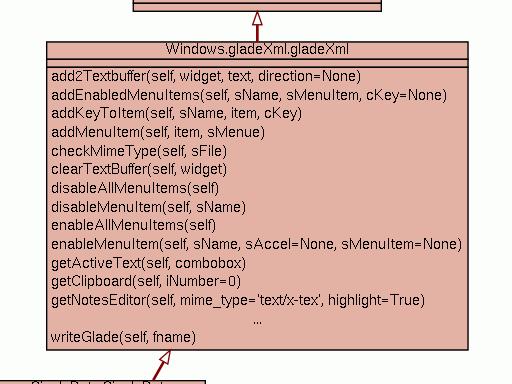 Windows.gladeXml.gladeXml
add2Textbuffer(self, widget, text, direction=None)
addEnabledMenuItems(self, sName, sMenuItem, cKey=None)
addKeyToItem(self, sName, item, cKey)
addMenuItem(self, item, sMenue)
checkMimeType(self, sFile)
clearTextBuffer(self, widget)
disableAllMenuItems(self)
disableMenuItem(self, sName)
enableAllMenuItems(self)
enableMenuItem(self, sName, sAccel=None, sMenuItem=None)
getActiveText(self, combobox)
getClipboard(self, iNumber=0)
getNotesEditor(self, mime_type='text/x-tex', highlight=True)
...
writeGlade(self, fname)